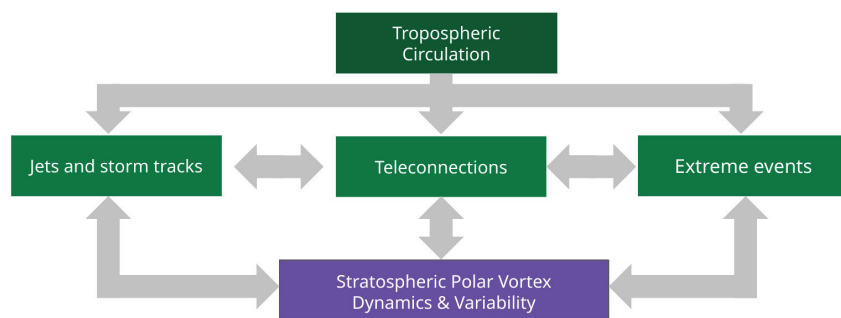 Tropospheric
Circulation
Jets and storm tracks
Teleconnections
Extreme events
Stratospheric Polar Vortex
Dynamics & Variability